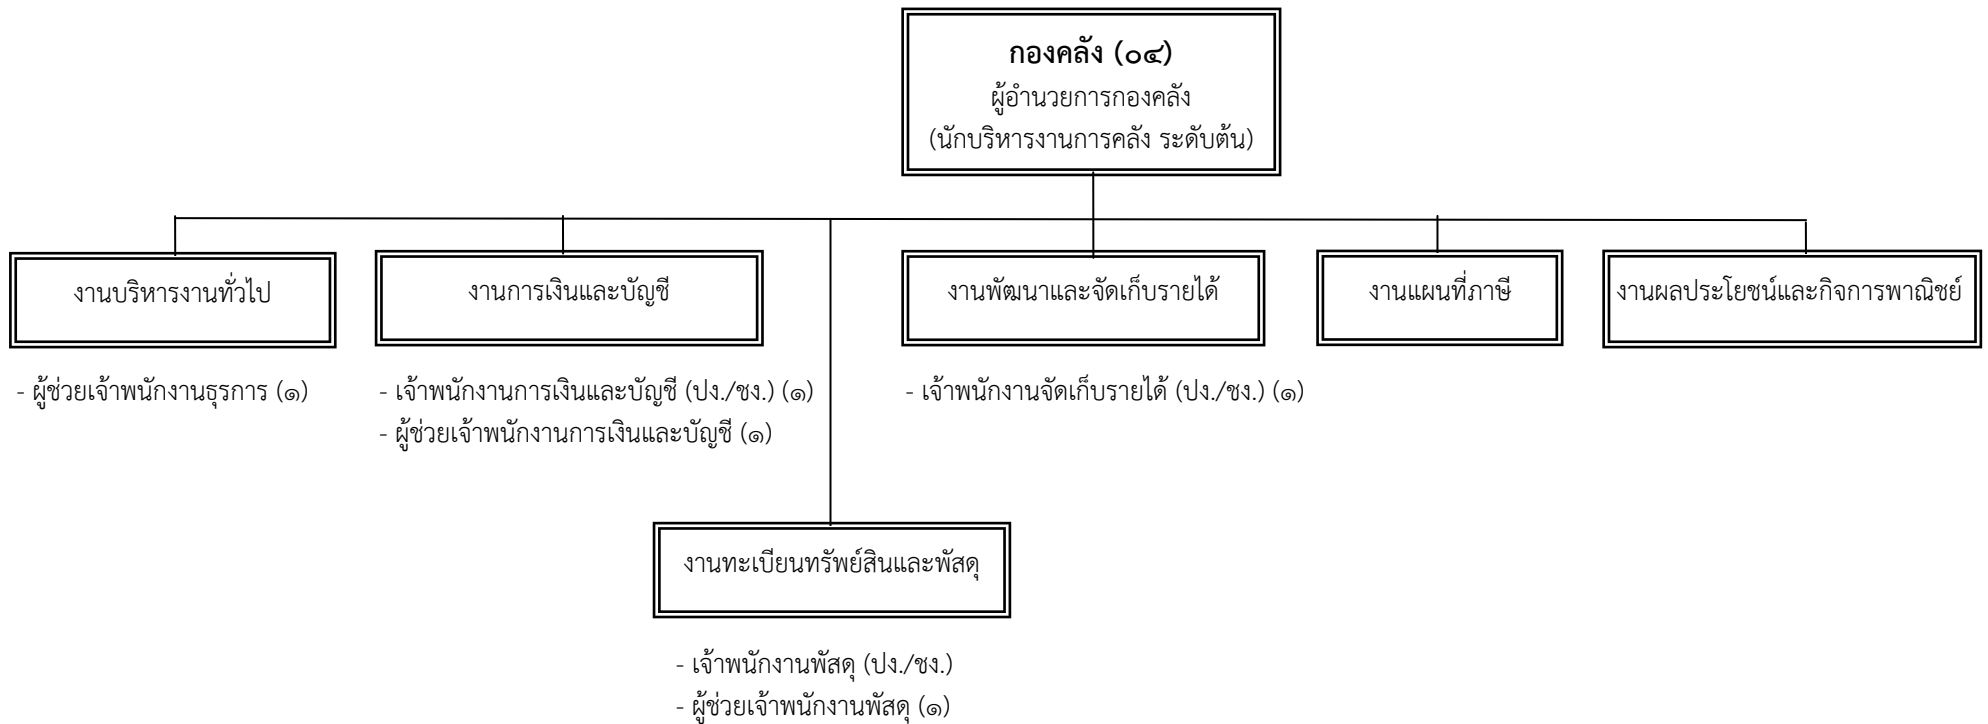 กองคลัง (๐๔)
ผู้อำนวยการกองคลัง
(นักบริหารงานการคลัง ระดับต้น)
งานบริหารงานทั่วไป
งานการเงินและบัญชี
งานพัฒนาและจัดเก็บรายได้
งานแผนที่ภาษี
งานผลประโยชน์และกิจการพาณิชย์
- ผู้ช่วยเจ้าพนักงานธุรการ (๑)
- เจ้าพนักงานการเงินและบัญชี (ปง./ชง.) (๑)
- ผู้ช่วยเจ้าพนักงานการเงินและบัญชี (๑)
- เจ้าพนักงานจัดเก็บรายได้ (ปง./ชง.) (๑)
งานทะเบียนทรัพย์สินและพัสดุ
- เจ้าพนักงานพัสดุ (ปง./ชง.)
- ผู้ช่วยเจ้าพนักงานพัสดุ (๑)